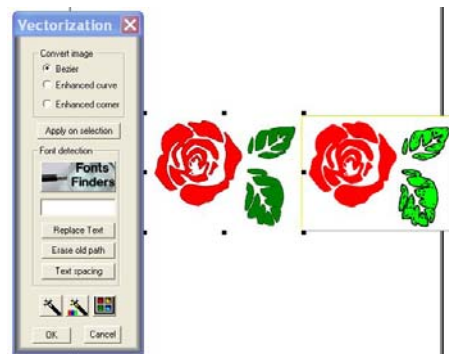 Vectorization
Convert image
Bezier
Enhanced curve
Enhanced corner
Apply on selection
Font detection
Fonts
Finders
Replace Text
Erase old path
Text spacing
OK
Cancel